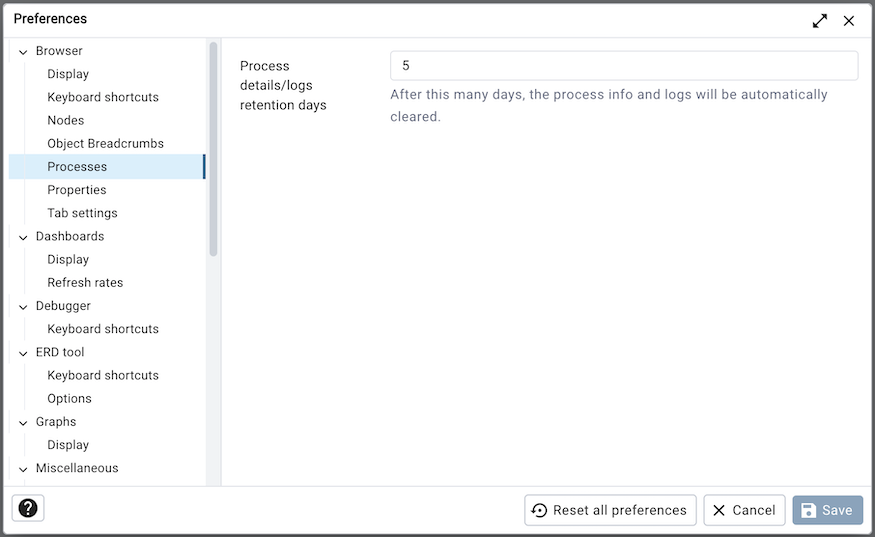 Preferences
Browser
Display
Keyboard shortcuts
Nodes
Object Breadcrumbs
Processes
Properties
Tab settings
Dashboards
Display
Refresh rates
Debugger
Keyboard shortcuts
ERD tool
Keyboard shortcuts
Options
Graphs
Display
Miscellaneous
Process
details/logs
retention days
5
After this many days, the process info and logs will be automatically
cleared.
?
Reset all preferences
Cancel
Save